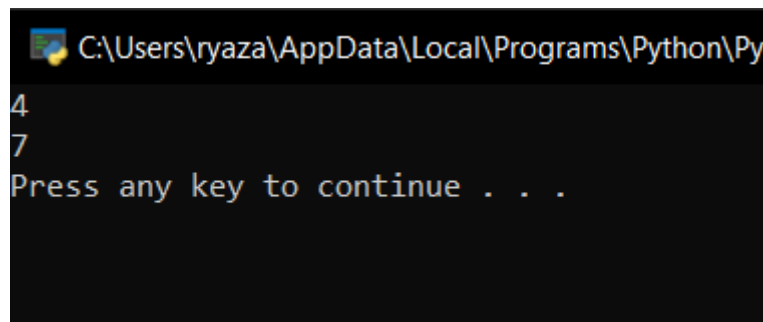 C:\Users\ryaza\AppData\Local\Programs\Python\Py
4
7
Press any key to continue . . .